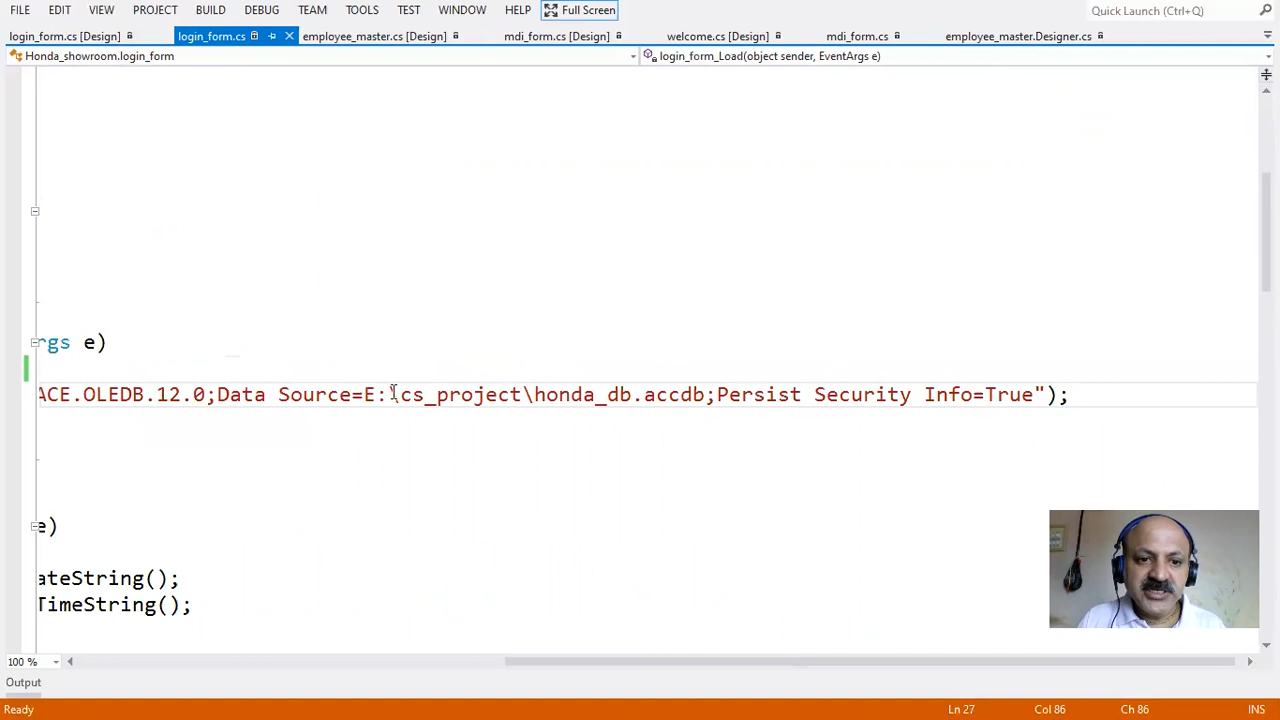 FILE EDIT VIEW PROJECT BUILD DEBUG TEAM TOOLS TEST WINDOW HELP Full Screen Quick Launch (Ctrl+Q)
login_form.cs [Design] login_form.cs employee_master.cs [Design] mdi_form.cs [Design] welcome.cs [Design] mdi_form.cs employee_master.Designer.cs
Honda_showroom.login_form login_form_Load(object sender, EventArgs e)
rgs e)
ACE.OLEDB.12.0;Data Source=E:\cs_project\honda_db.accdb;Persist Security Info=True");
e)
ateString();
TimeString();
100 %
Output
Ready Ln 27 Col 86 Ch 86 INS